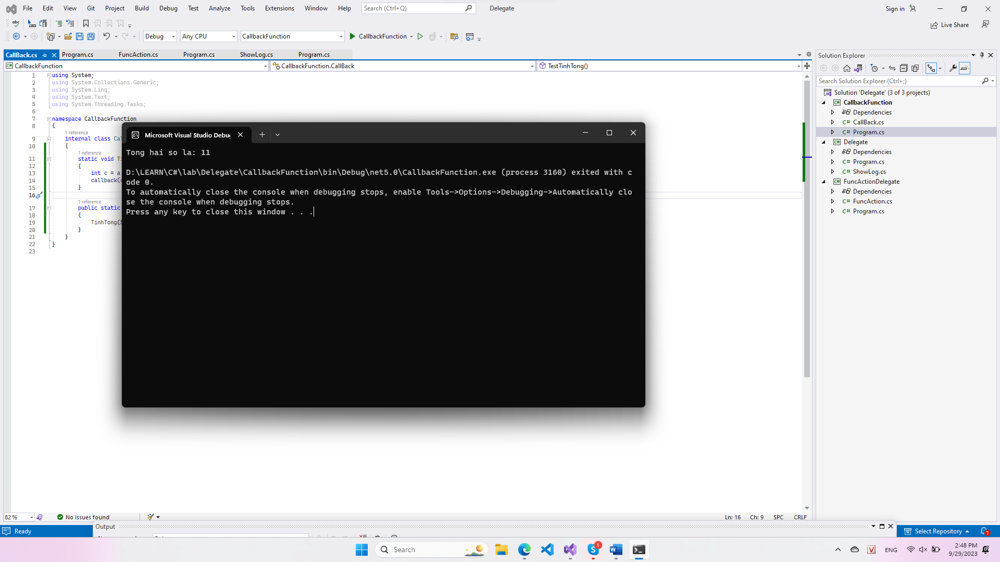 File Edit View Git Project Build Debug Test Analyze Tools Extensions Window Help Search (Ctrl+Q) Delegate Sign in
Live Share
Debug Any CPU CallbackFunction CallbackFunction
CallBack.cs Program.cs FuncAction.cs Program.cs ShowLog.cs Program.cs
CallbackFunction CallbackFunction.CallBack TestTinhTong()
1 using System;
2 using System.Collections.Generic;
3 using System.Linq;
4 using System.Text;
5 using System.Threading.Tasks;
6
7 namespace CallbackFunction
8 {
1 reference
9 internal class
10 {
1 reference
11 static void
12 {
13 int c = a
14 callback(
15 }
16
1 reference
17 public static
18 {
19 TinhTong(
20 }
21 }
22 }
23
Microsoft Visual Studio Debug
Tong hai so la: 11
D:\LEARN\C#\lab\Delegate\CallbackFunction\bin\Debug\net5.0\CallbackFunction.exe (process 3160) exited with c
ode 0.
To automatically close the console when debugging stops, enable Tools->Options->Debugging->Automatically clo
se the console when debugging stops.
Press any key to close this window . . .
Solution Explorer
Search Solution Explorer (Ctrl+;)
Solution 'Delegate' (3 of 3 projects)
CallbackFunction
Dependencies
C# CallBack.cs
C# Program.cs
Delegate
Dependencies
C# Program.cs
C# ShowLog.cs
FuncActionDelegate
Dependencies
C# FuncAction.cs
C# Program.cs
82 % No issues found Ln: 16 Ch: 9 SPC CRLF
Output
Ready Select Repository 1
Search 1 ENG 2:48 PM
9/29/2023